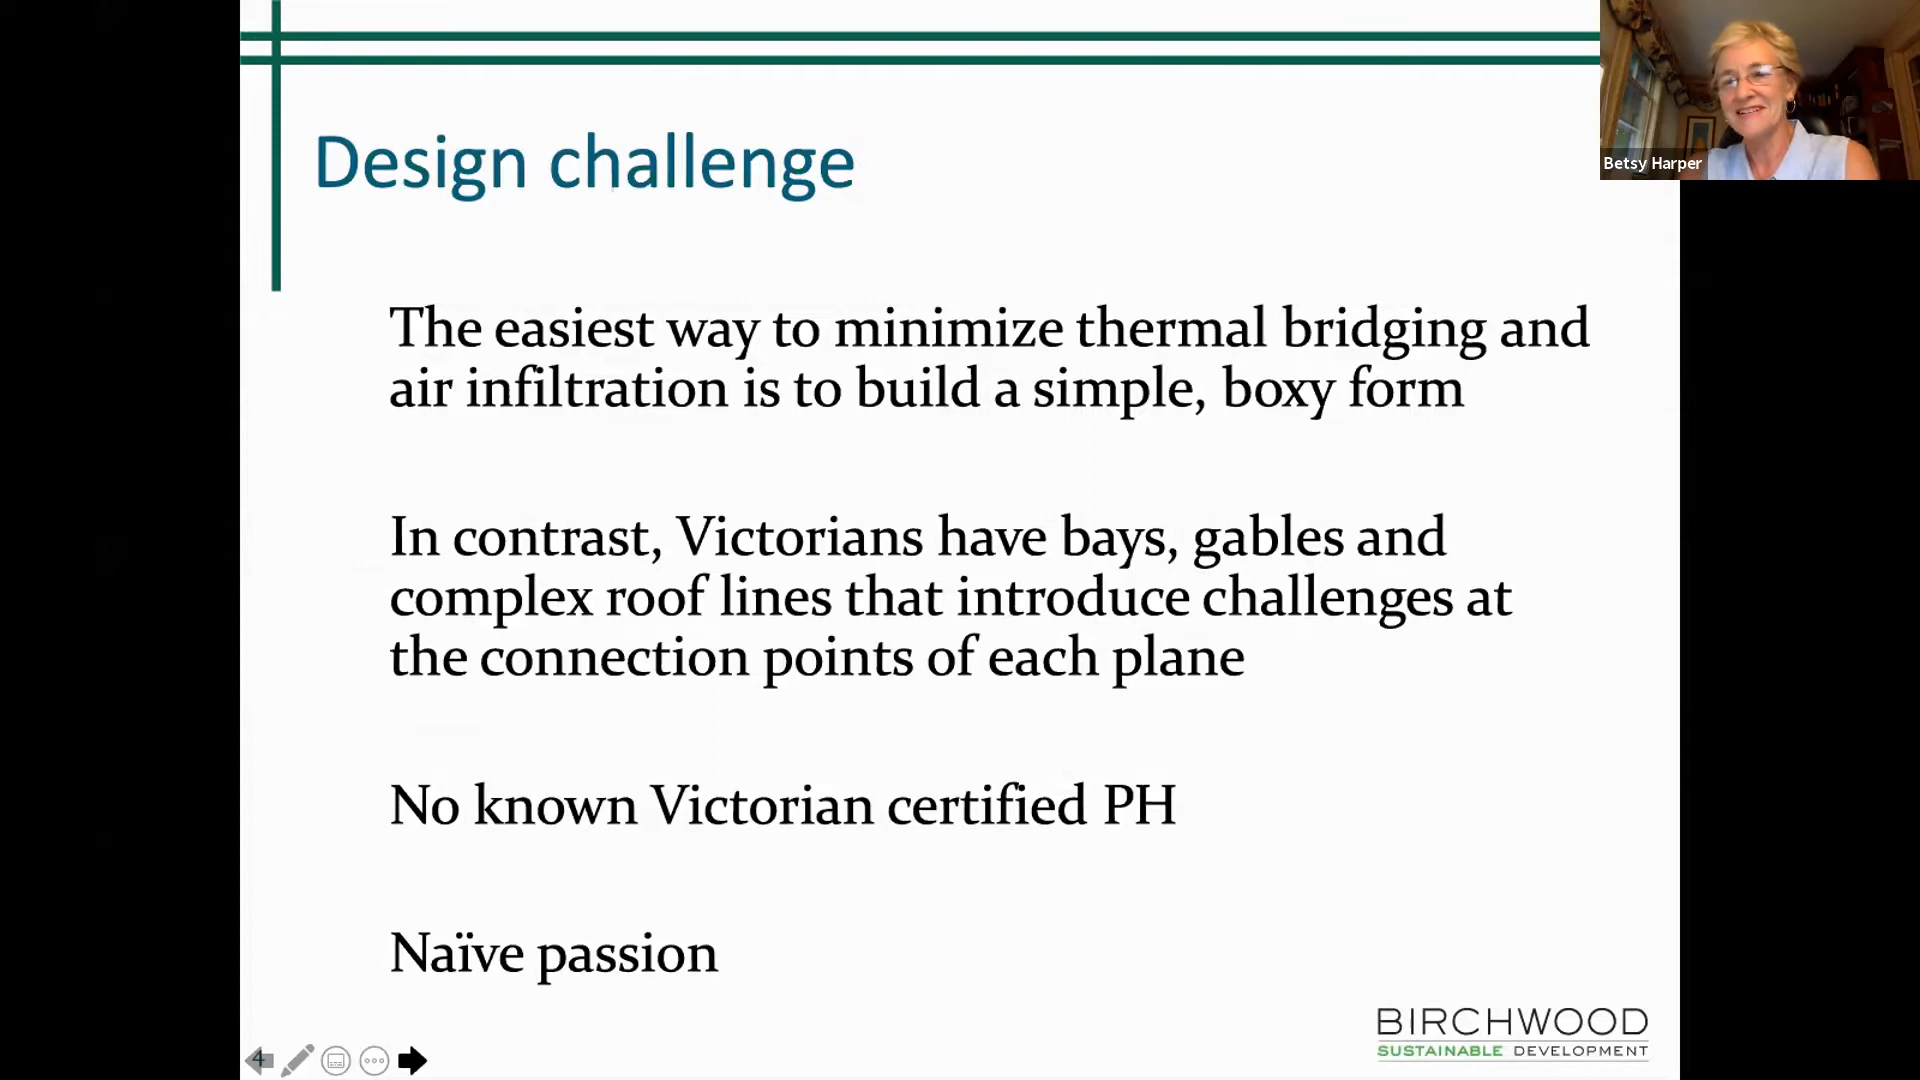 Design challenge
Betsy Harper
The easiest way to minimize thermal bridging and
air infiltration is to build a simple, boxy form
In contrast, Victorians have bays, gables and
complex roof lines that introduce challenges at
the connection points of each plane
No known Victorian certified PH
Naïve passion
BIRCHWOOD
SUSTAINABLE DEVELOPMENT
4